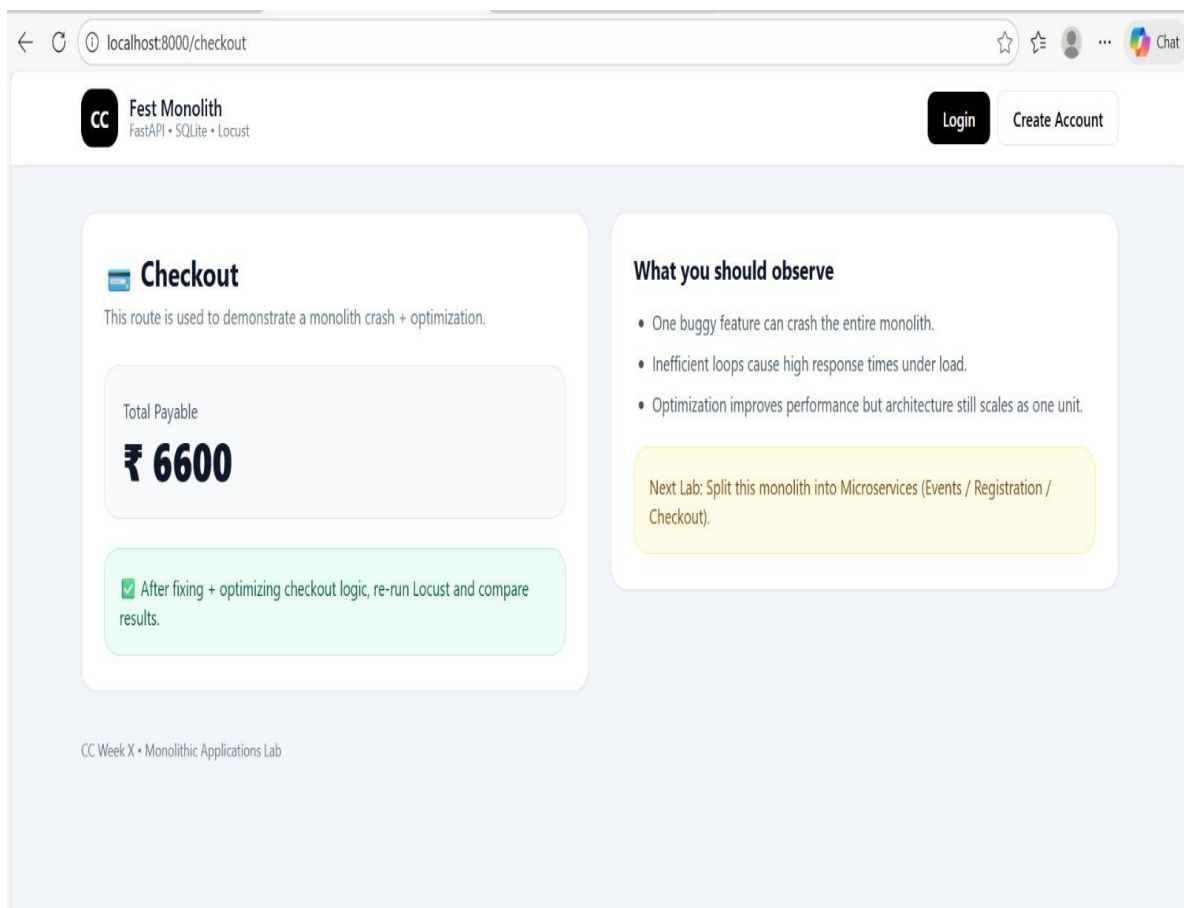 localhost:8000/checkout
Chat
CC
Fest Monolith
FastAPI • SQLite • Locust
Login
Create Account
Checkout
This route is used to demonstrate a monolith crash + optimization.
Total Payable
₹ 6600
✅ After fixing + optimizing checkout logic, re-run Locust and compare
results.
What you should observe
• One buggy feature can crash the entire monolith.
• Inefficient loops cause high response times under load.
• Optimization improves performance but architecture still scales as one unit.
Next Lab: Split this monolith into Microservices (Events / Registration /
Checkout).
CC Week X • Monolithic Applications Lab